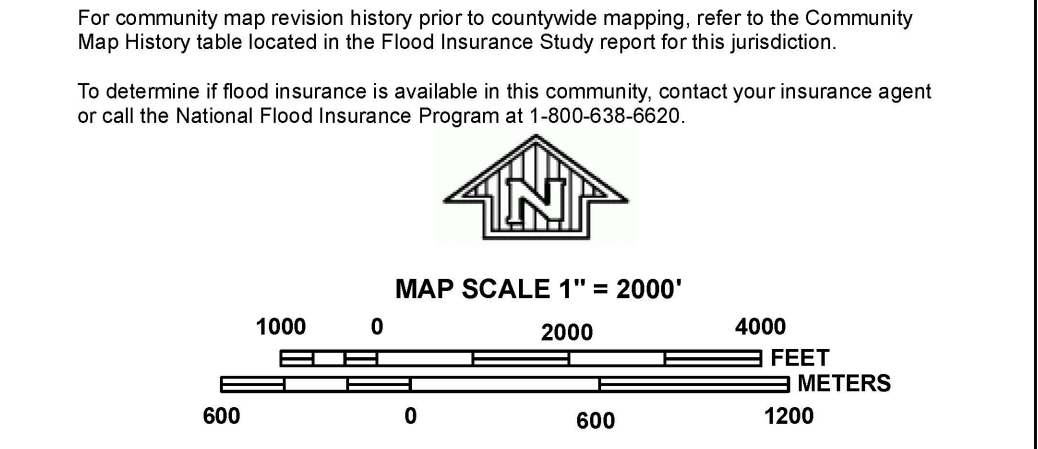 For community map revision history prior to countywide mapping, refer to the Community
Map History table located in the Flood Insurance Study report for this jurisdiction.
To determine if flood insurance is available in this community, contact your insurance agent
or call the National Flood Insurance Program at 1-800-638-6620.
N
MAP SCALE 1" = 2000'
1000 0 2000 4000
FEET
METERS
600 0 600 1200